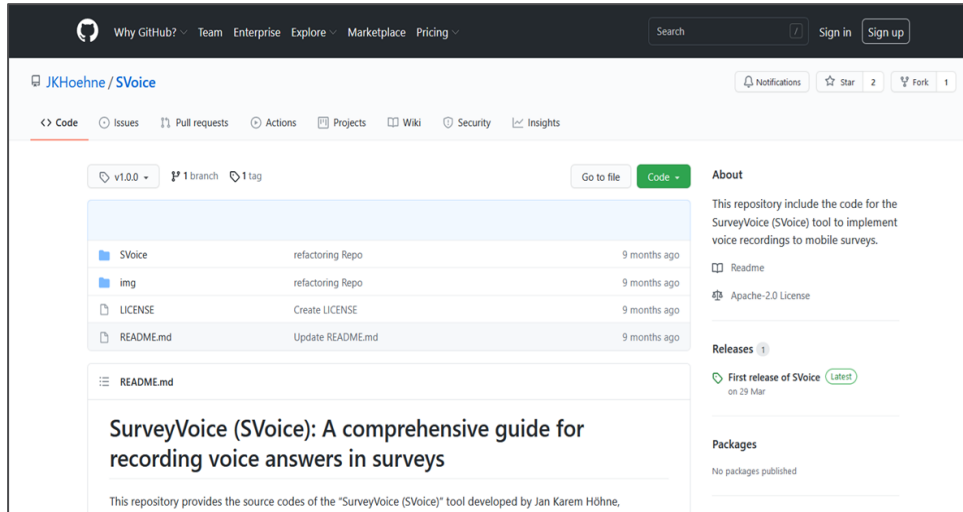 Why GitHub? Team Enterprise Explore Marketplace Pricing Search / Sign in Sign up
JKHoehne / SVoice Notifications Star 2 Fork 1
<> Code Issues Pull requests Actions Projects Wiki Security Insights
v1.0.0 1 branch 1 tag Go to file Code
SVoice refactoring Repo 9 months ago
img refactoring Repo 9 months ago
LICENSE Create LICENSE 9 months ago
README.md Update README.md 9 months ago
README.md
SurveyVoice (SVoice): A comprehensive guide for
recording voice answers in surveys
This repository provides the source codes of the "SurveyVoice (SVoice)" tool developed by Jan Karem Höhne,
About
This repository include the code for the
SurveyVoice (SVoice) tool to implement
voice recordings to mobile surveys.
Readme
Apache-2.0 License
Releases 1
First release of SVoice Latest
on 29 Mar
Packages
No packages published